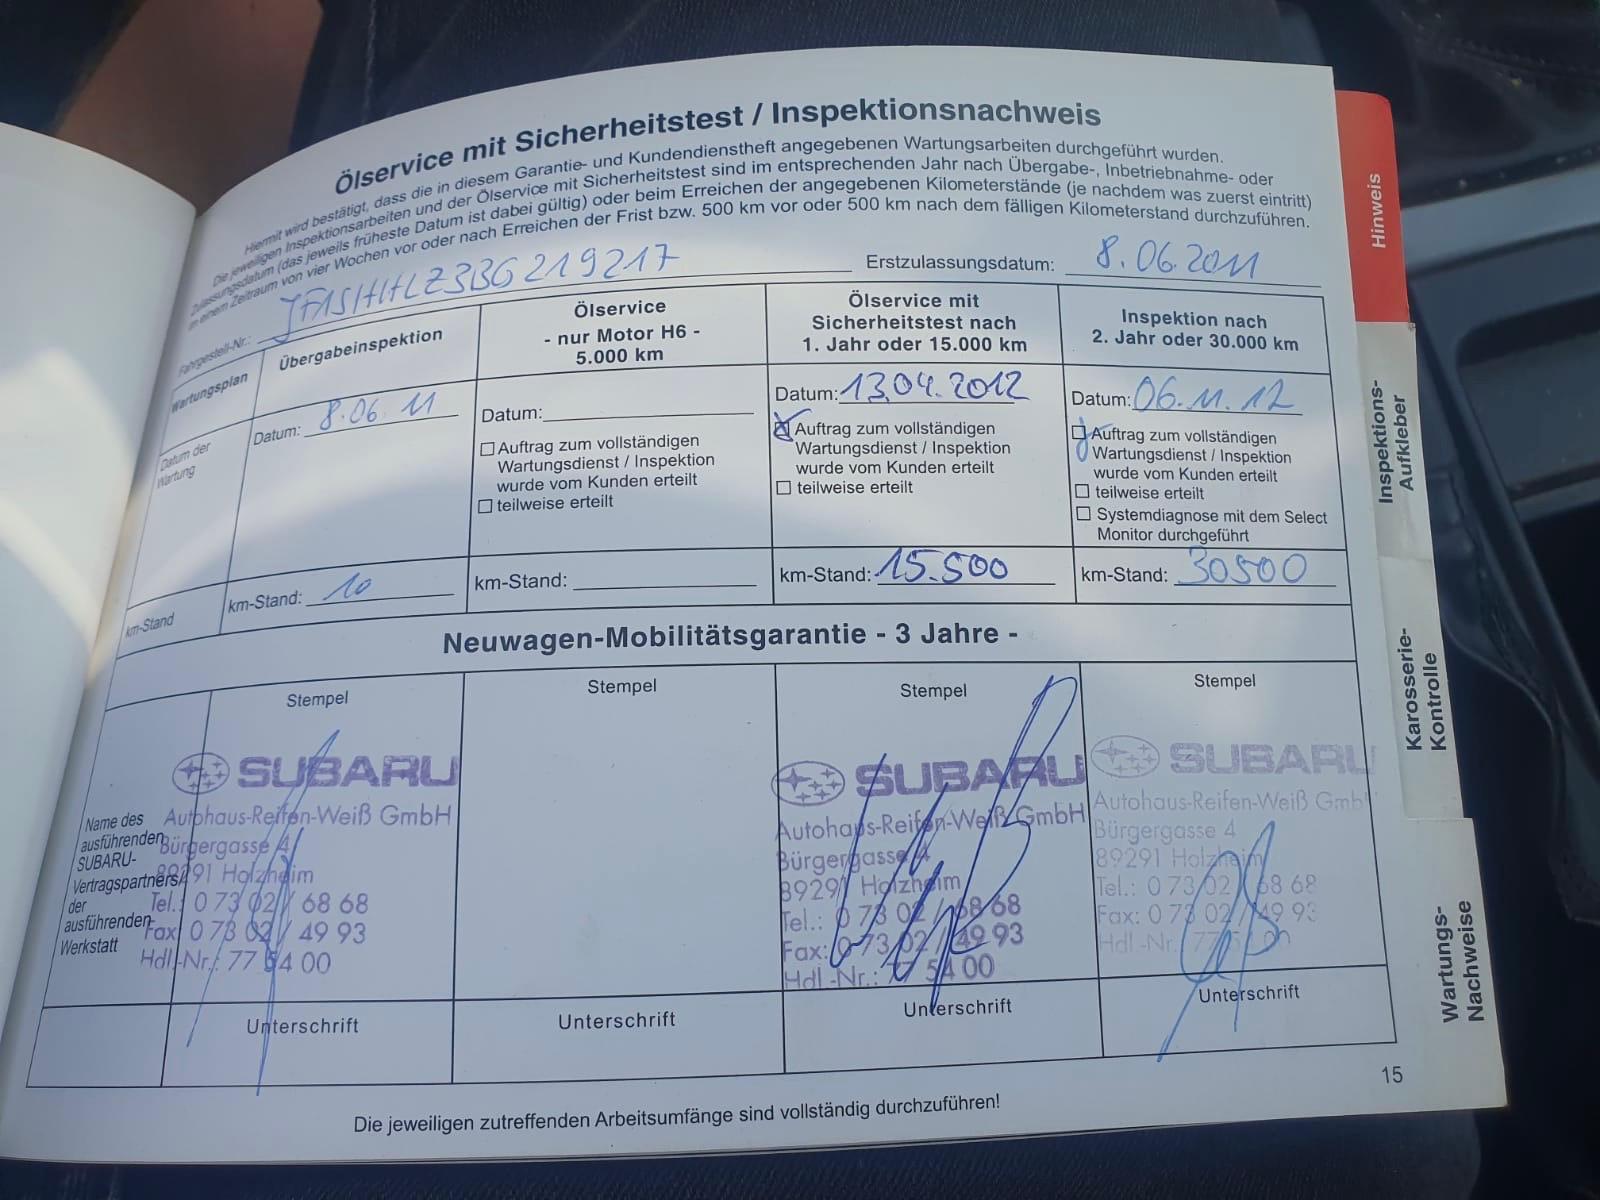 Ölservice mit Sicherheitstest / Inspektionsnachweis
Hiermit wird bestätigt, dass die in diesem Garantie- und Kundendienstheft angegebenen Wartungsarbeiten durchgeführt wurden.
Die jeweiligen Inspektionsarbeiten und der Ölservice mit Sicherheitstest sind im entsprechenden Jahr nach Übergabe-, Inbetriebnahme- oder
Zulassungsdatum (das jeweils früheste Datum ist dabei gültig) oder beim Erreichen der angegebenen Kilometerstände (je nachdem was zuerst eintritt)
in einem Zeitraum von vier Wochen vor oder nach Erreichen der Frist bzw. 500 km vor oder 500 km nach dem fälligen Kilometerstand durchzuführen.
Fahrgestell-Nr.: JF1SHHLZ3BG219217 Erstzulassungsdatum: 8.06.2011
Wartungsplan
Übergabeinspektion
Ölservice
- nur Motor H6 -
5.000 km
Ölservice mit
Sicherheitstest nach
1. Jahr oder 15.000 km
Inspektion nach
2. Jahr oder 30.000 km
Datum der
Wartung
Datum: 8.06.11
Datum:
Auftrag zum vollständigen
Wartungsdienst / Inspektion
wurde vom Kunden erteilt
teilweise erteilt
Datum: 13.04.2012
Auftrag zum vollständigen
Wartungsdienst / Inspektion
wurde vom Kunden erteilt
teilweise erteilt
Datum: 06.11.12
Auftrag zum vollständigen
Wartungsdienst / Inspektion
wurde vom Kunden erteilt
teilweise erteilt
Systemdiagnose mit dem Select
Monitor durchgeführt
km-Stand
km-Stand: 10
km-Stand:
km-Stand: 15.500
km-Stand: 30500
Neuwagen-Mobilitätsgarantie - 3 Jahre -
Name des
ausführenden
SUBARU-
Vertragspartners/
der
ausführenden
Werkstatt
Stempel
SUBARU
Autohaus-Reifen-Weiß GmbH
Bürgergasse 4
89291 Holzheim
Tel.: 0 73 02 / 68 68
Fax: 0 73 02 / 49 93
Hdl.-Nr.: 77 54 00
Unterschrift
Stempel
Unterschrift
Stempel
SUBARU
Autohaus-Reifen-Weiß GmbH
Bürgergasse 4
89291 Holzheim
Tel.: 0 73 02 / 68 68
Fax: 0 73 02 / 49 93
Hdl.-Nr.: 77 54 00
Unterschrift
Stempel
SUBARU
Autohaus-Reifen-Weiß GmbH
Bürgergasse 4
89291 Holzheim
Tel.: 0 73 02 / 68 68
Fax: 0 73 02 / 49 93
Hdl.-Nr.: 77 54 00
Unterschrift
Die jeweiligen zutreffenden Arbeitsumfänge sind vollständig durchzuführen!
15
Hinweis
Inspektions-
Aufkleber
Karosserie-
Kontrolle
Wartungs-
Nachweise